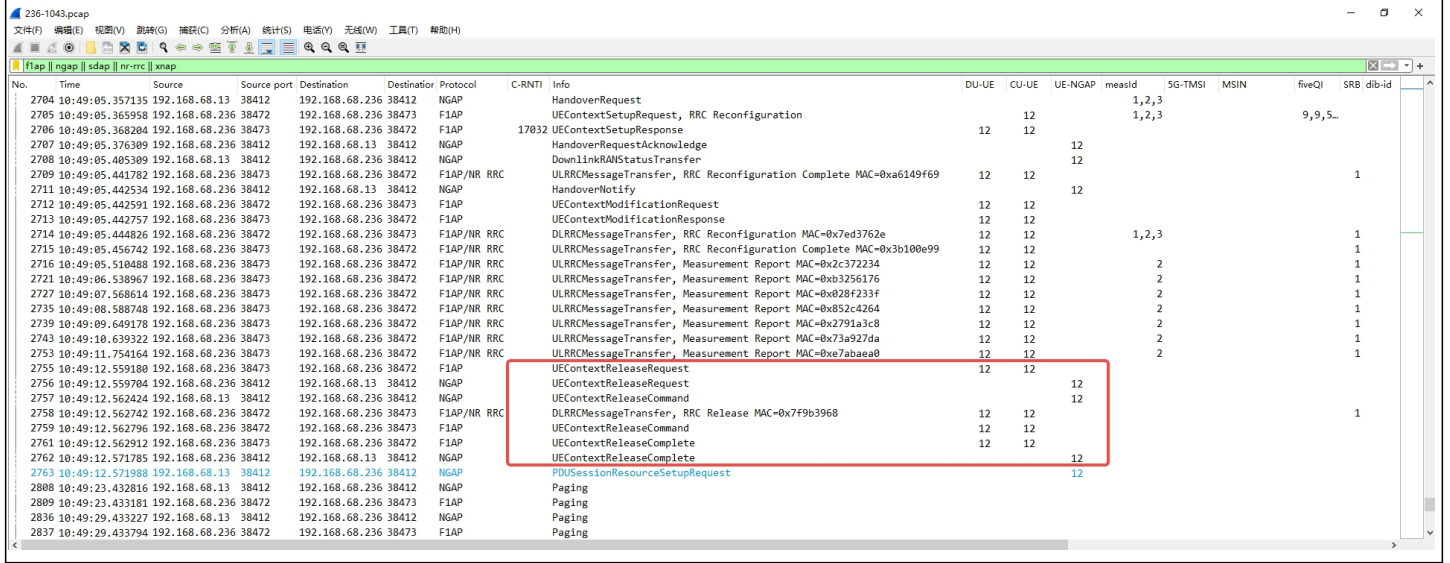 236-1043.pcap
文件(F) 编辑(E) 视图(V) 跳转(G) 捕获(C) 分析(A) 统计(S) 电话(Y) 无线(W) 工具(T) 帮助(H)
f1ap || ngap || sdap || nr-rrc || xnap
No. Time Source Source port Destination Destination Protocol C-RNTI Info DU-UE CU-UE UE-NGAP measId 5G-TMSI MSIN fiveQI SRB dib-id
2704 10:49:05.357135 192.168.68.13 38412 192.168.68.236 38412 NGAP HandoverRequest 1,2,3
2705 10:49:05.365958 192.168.68.236 38472 192.168.68.236 38473 F1AP UEContextSetupRequest, RRC Reconfiguration 12 1,2,3 9,9,5…
2706 10:49:05.368204 192.168.68.236 38473 192.168.68.236 38472 F1AP 17032 UEContextSetupResponse 12 12
2707 10:49:05.376309 192.168.68.236 38412 192.168.68.13 38412 NGAP HandoverRequestAcknowledge 12
2708 10:49:05.405309 192.168.68.13 38412 192.168.68.236 38412 NGAP DownlinkRANStatusTransfer 12
2709 10:49:05.441782 192.168.68.236 38473 192.168.68.236 38472 F1AP/NR RRC ULRRCMessageTransfer, RRC Reconfiguration Complete MAC=0xa6149f69 12 12 1
2711 10:49:05.442534 192.168.68.236 38412 192.168.68.13 38412 NGAP HandoverNotify 12
2712 10:49:05.442591 192.168.68.236 38472 192.168.68.236 38473 F1AP UEContextModificationRequest 12 12
2713 10:49:05.442757 192.168.68.236 38473 192.168.68.236 38472 F1AP UEContextModificationResponse 12 12
2714 10:49:05.444826 192.168.68.236 38472 192.168.68.236 38473 F1AP/NR RRC DLRRCMessageTransfer, RRC Reconfiguration MAC=0x7ed3762e 12 12 1,2,3 1
2715 10:49:05.456742 192.168.68.236 38473 192.168.68.236 38472 F1AP/NR RRC ULRRCMessageTransfer, RRC Reconfiguration Complete MAC=0x3b100e99 12 12 1
2716 10:49:05.510488 192.168.68.236 38473 192.168.68.236 38472 F1AP/NR RRC ULRRCMessageTransfer, Measurement Report MAC=0x2c372234 12 12 2 1
2721 10:49:06.538967 192.168.68.236 38473 192.168.68.236 38472 F1AP/NR RRC ULRRCMessageTransfer, Measurement Report MAC=0xb3256176 12 12 2 1
2727 10:49:07.568614 192.168.68.236 38473 192.168.68.236 38472 F1AP/NR RRC ULRRCMessageTransfer, Measurement Report MAC=0x028f233f 12 12 2 1
2735 10:49:08.588748 192.168.68.236 38473 192.168.68.236 38472 F1AP/NR RRC ULRRCMessageTransfer, Measurement Report MAC=0x852c4264 12 12 2 1
2739 10:49:09.649178 192.168.68.236 38473 192.168.68.236 38472 F1AP/NR RRC ULRRCMessageTransfer, Measurement Report MAC=0x2791a3c8 12 12 2 1
2743 10:49:10.639322 192.168.68.236 38473 192.168.68.236 38472 F1AP/NR RRC ULRRCMessageTransfer, Measurement Report MAC=0x73a927da 12 12 2 1
2753 10:49:11.754164 192.168.68.236 38473 192.168.68.236 38472 F1AP/NR RRC ULRRCMessageTransfer, Measurement Report MAC=0xe7abaea0 12 12 2 1
2755 10:49:12.559180 192.168.68.236 38473 192.168.68.236 38472 F1AP UEContextReleaseRequest 12 12
2756 10:49:12.559704 192.168.68.236 38412 192.168.68.13 38412 NGAP UEContextReleaseRequest 12
2757 10:49:12.562424 192.168.68.13 38412 192.168.68.236 38412 NGAP UEContextReleaseCommand 12
2758 10:49:12.562742 192.168.68.236 38472 192.168.68.236 38473 F1AP/NR RRC DLRRCMessageTransfer, RRC Release MAC=0x7f9b3968 12 12 1
2759 10:49:12.562796 192.168.68.236 38472 192.168.68.236 38473 F1AP UEContextReleaseCommand 12 12
2761 10:49:12.562912 192.168.68.236 38473 192.168.68.236 38472 F1AP UEContextReleaseComplete 12 12
2762 10:49:12.571785 192.168.68.236 38412 192.168.68.13 38412 NGAP UEContextReleaseComplete 12
2763 10:49:12.571988 192.168.68.13 38412 192.168.68.236 38412 NGAP PDUSessionResourceSetupRequest 12
2808 10:49:23.432816 192.168.68.13 38412 192.168.68.236 38412 NGAP Paging
2809 10:49:23.433181 192.168.68.236 38472 192.168.68.236 38473 F1AP Paging
2836 10:49:29.433227 192.168.68.13 38412 192.168.68.236 38412 NGAP Paging
2837 10:49:29.433794 192.168.68.236 38472 192.168.68.236 38473 F1AP Paging